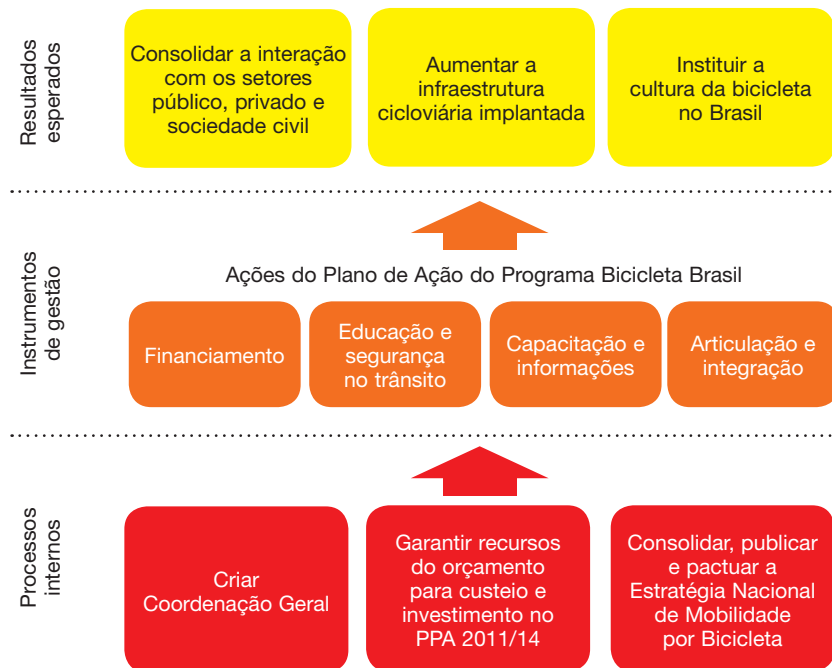 Resultados
esperados
Consolidar a interação
com os setores
público, privado e
sociedade civil
Aumentar a
infraestrutura
cicloviária implantada
Instituir a
cultura da bicicleta
no Brasil
Instrumentos
de gestão
Ações do Plano de Ação do Programa Bicicleta Brasil
Financiamento
Educação e
segurança
no trânsito
Capacitação e
informações
Articulação e
integração
Processos
internos
Criar
Coordenação Geral
Garantir recursos
do orçamento
para custeio e
investimento no
PPA 2011/14
Consolidar, publicar
e pactuar a
Estratégia Nacional
de Mobilidade
por Bicicleta